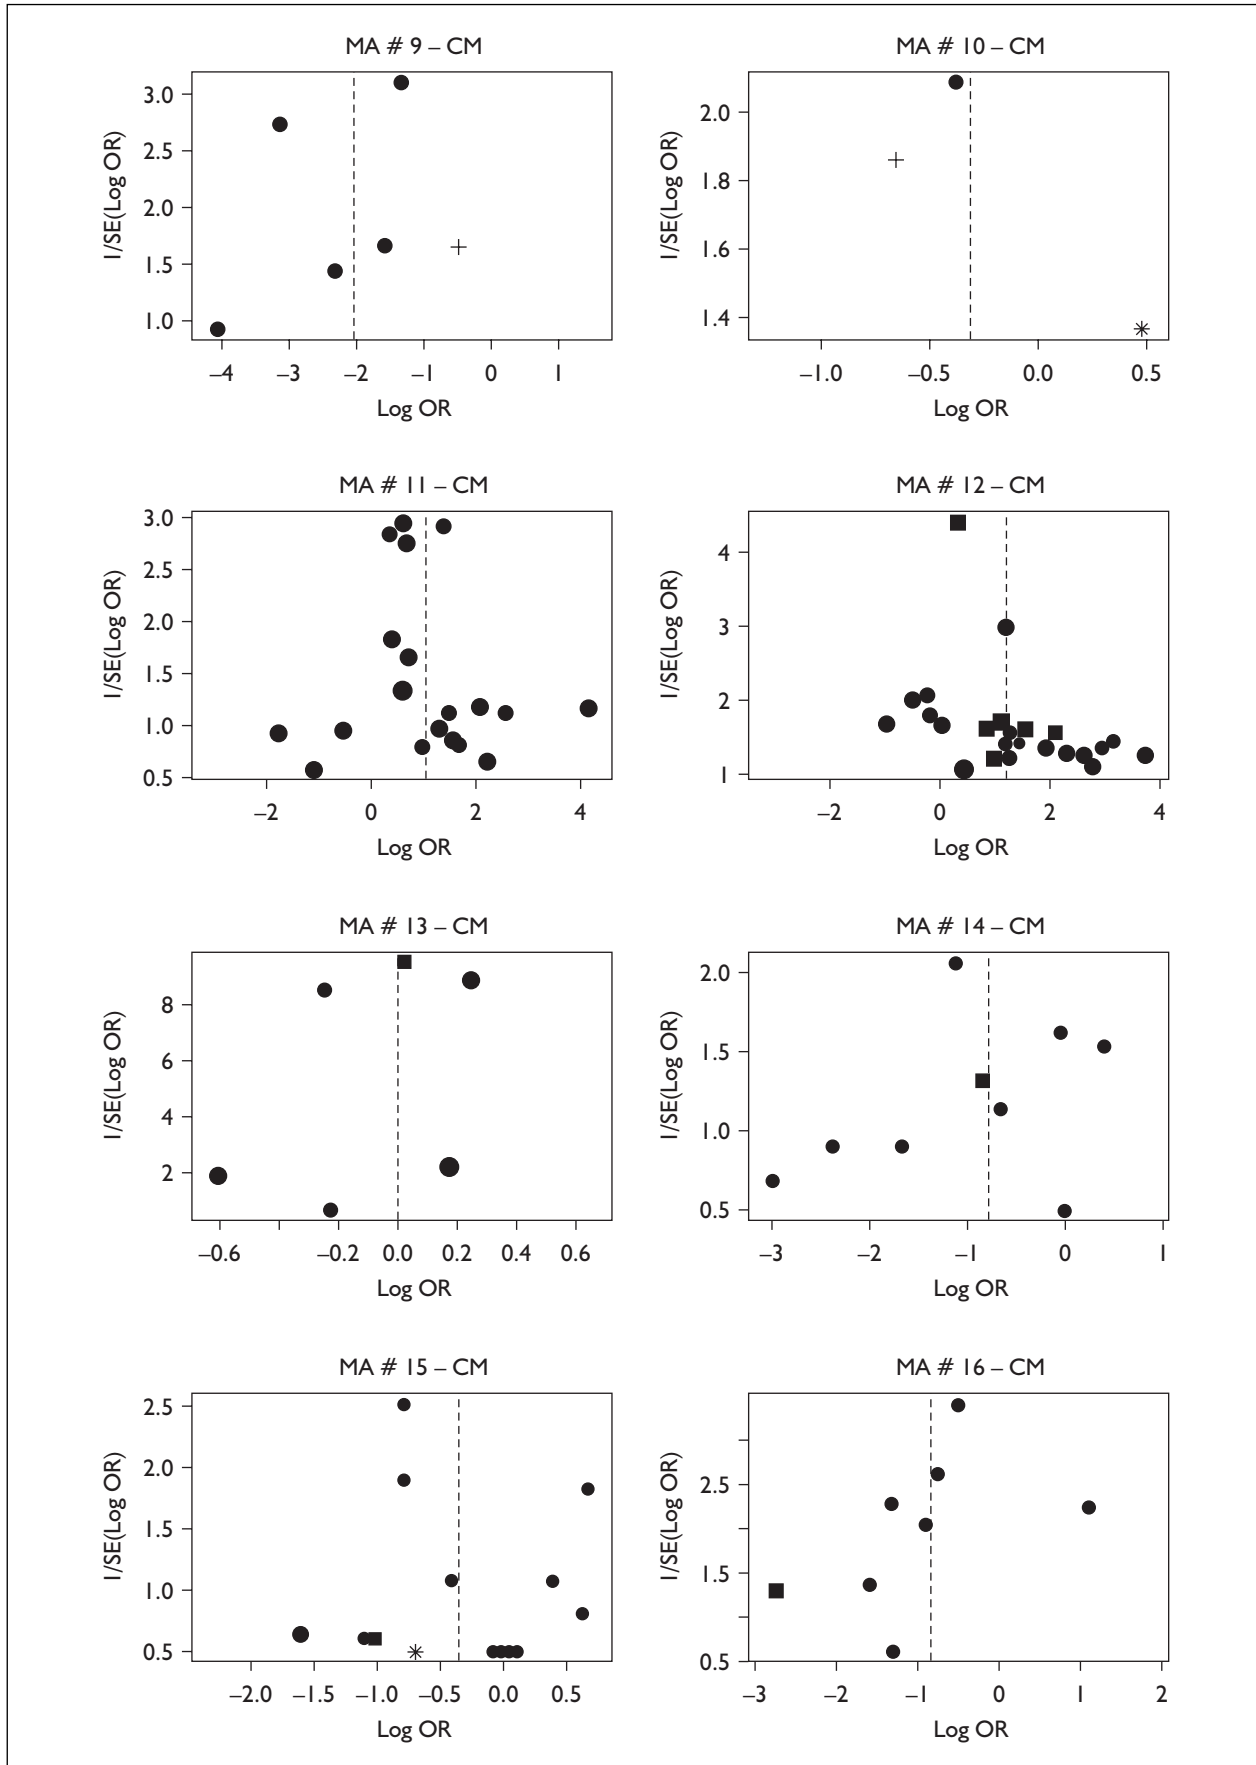 MA # 9 – CM
3.0
2.5
2.0
1.5
1.0
1/SE(Log OR)
–4 –3 –2 –1 0 1
Log OR
MA # 10 – CM
2.0
1.8
1.6
1.4
1/SE(Log OR)
–1.0 –0.5 0.0 0.5
Log OR
MA # 11 – CM
3.0
2.5
2.0
1.5
1.0
0.5
1/SE(Log OR)
–2 0 2 4
Log OR
MA # 12 – CM
4
3
2
1
1/SE(Log OR)
–2 0 2 4
Log OR
MA # 13 – CM
8
6
4
2
1/SE(Log OR)
–0.6 –0.2 0.0 0.2 0.4 0.6
Log OR
MA # 14 – CM
2.0
1.5
1.0
0.5
1/SE(Log OR)
–3 –2 –1 0 1
Log OR
MA # 15 – CM
2.5
2.0
1.5
1.0
0.5
1/SE(Log OR)
–2.0 –1.5 –1.0 –0.5 0.0 0.5
Log OR
MA # 16 – CM
2.5
1.5
0.5
1/SE(Log OR)
–3 –2 –1 0 1 2
Log OR